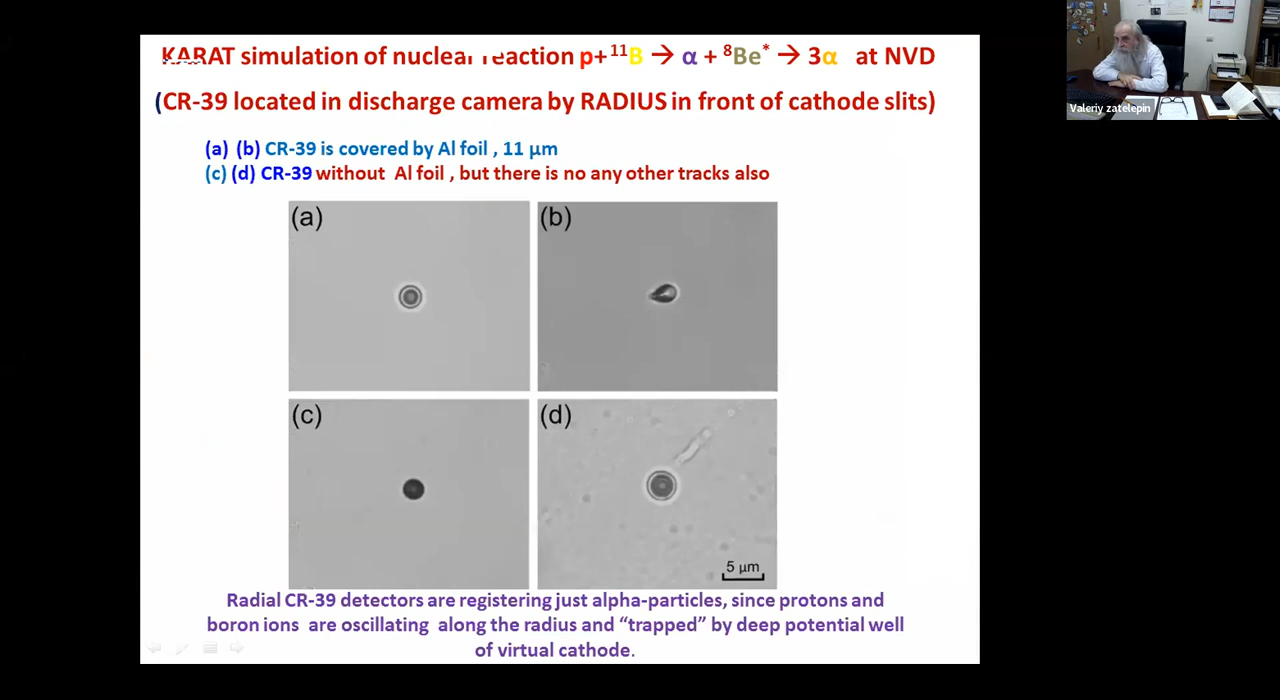 KARAT simulation of nuclear reaction p+¹¹B → α + ⁸Be* → 3α at NVD
(CR-39 located in discharge camera by RADIUS in front of cathode slits)
(a) (b) CR-39 is covered by Al foil , 11 µm
(c) (d) CR-39 without Al foil , but there is no any other tracks also
(a)
(b)
(c)
(d)
5 µm
Radial CR-39 detectors are registering just alpha-particles, since protons and
boron ions are oscillating along the radius and “trapped” by deep potential well
of virtual cathode.
Valeriy zatelepin